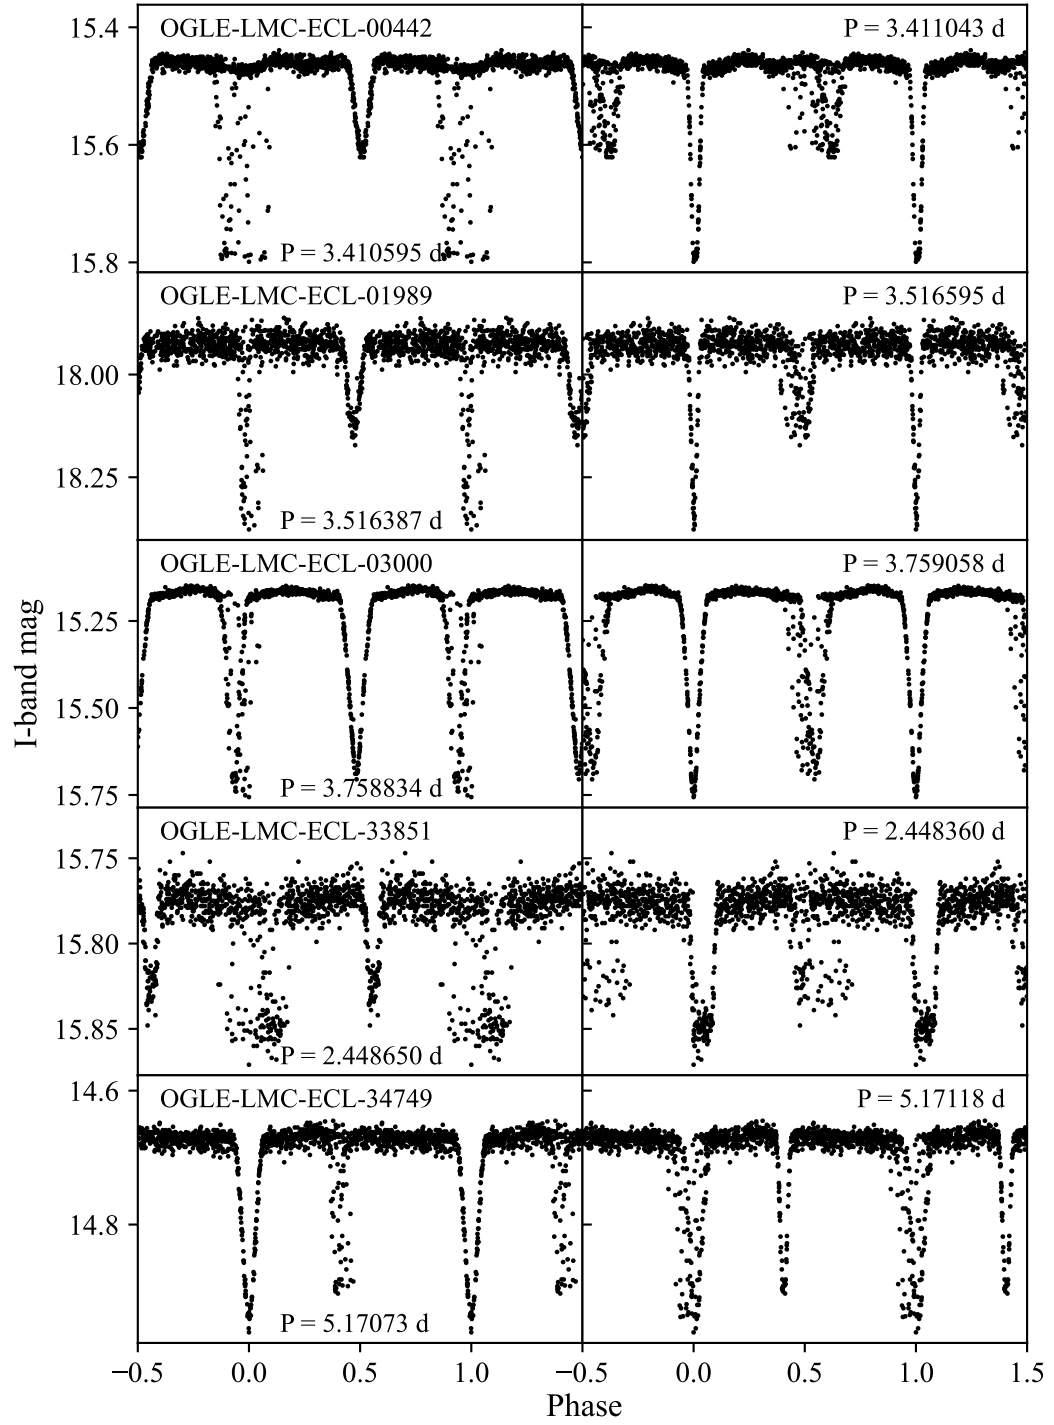 OGLE-LMC-ECL-00442
P = 3.411043 d
15.4
15.6
15.8
P = 3.410595 d
OGLE-LMC-ECL-01989
P = 3.516595 d
18.00
18.25
P = 3.516387 d
OGLE-LMC-ECL-03000
P = 3.759058 d
15.25
15.50
15.75
P = 3.758834 d
I-band mag
OGLE-LMC-ECL-33851
P = 2.448360 d
15.75
15.80
15.85
P = 2.448650 d
OGLE-LMC-ECL-34749
P = 5.17118 d
14.6
14.8
P = 5.17073 d
−0.5 0.0 0.5 1.0 −0.5 0.0 0.5 1.0 1.5
Phase